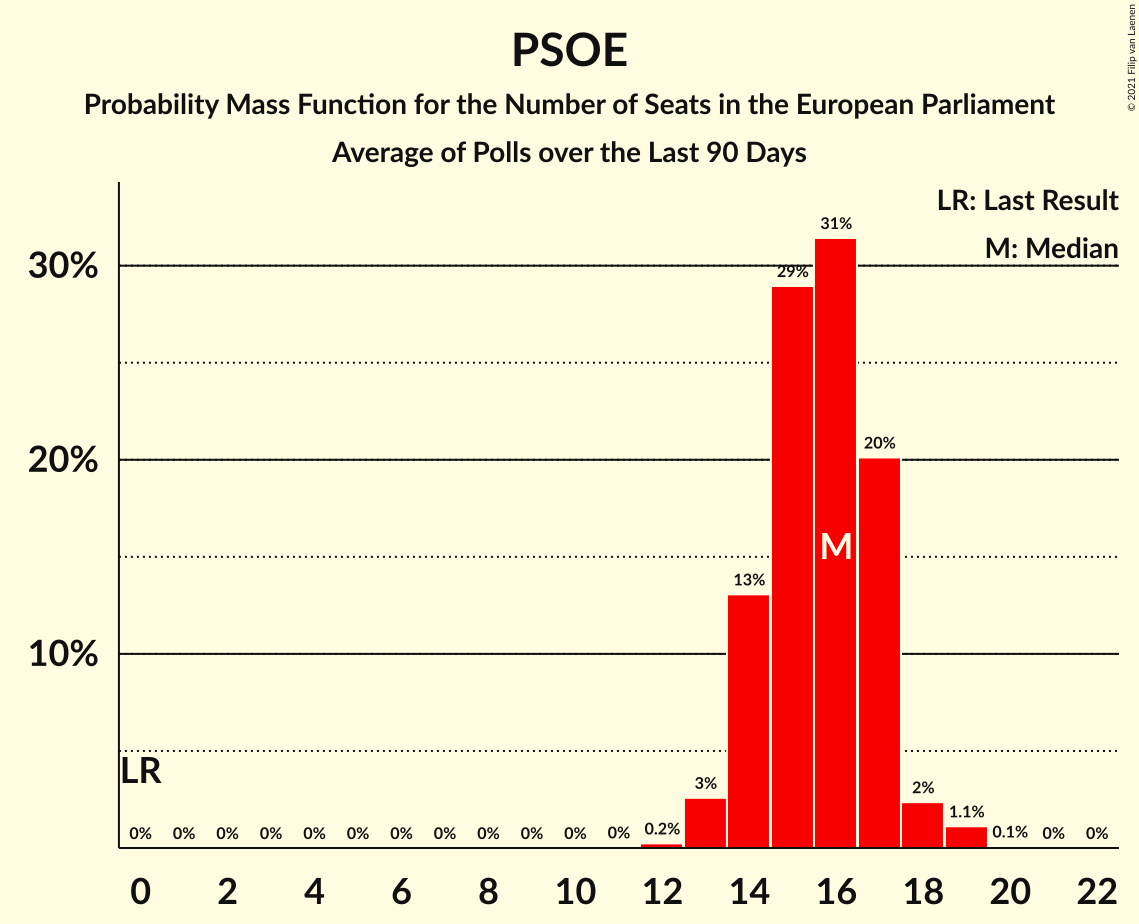 PSOE
Probability Mass Function for the Number of Seats in the European Parliament
Average of Polls over the Last 90 Days
© 2021 Filip van Laenen
LR: Last Result
M: Median
30%
20%
10%
31%
29%
20%
M
13%
LR
0% 0% 0% 0% 0% 0% 0% 0% 0% 0% 0% 0% 0.2% 3% 2% 1.1% 0.1% 0% 0%
0 2 4 6 8 10 12 14 16 18 20 22